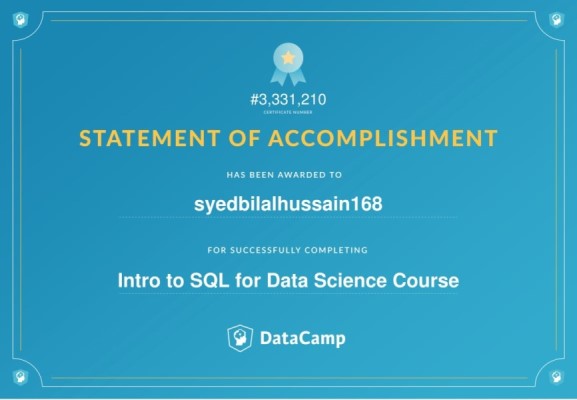 #3,331,210
CERTIFICATE NUMBER
STATEMENT OF ACCOMPLISHMENT
HAS BEEN AWARDED TO
syedbilalhussain168
FOR SUCCESSFULLY COMPLETING
Intro to SQL for Data Science Course
DataCamp